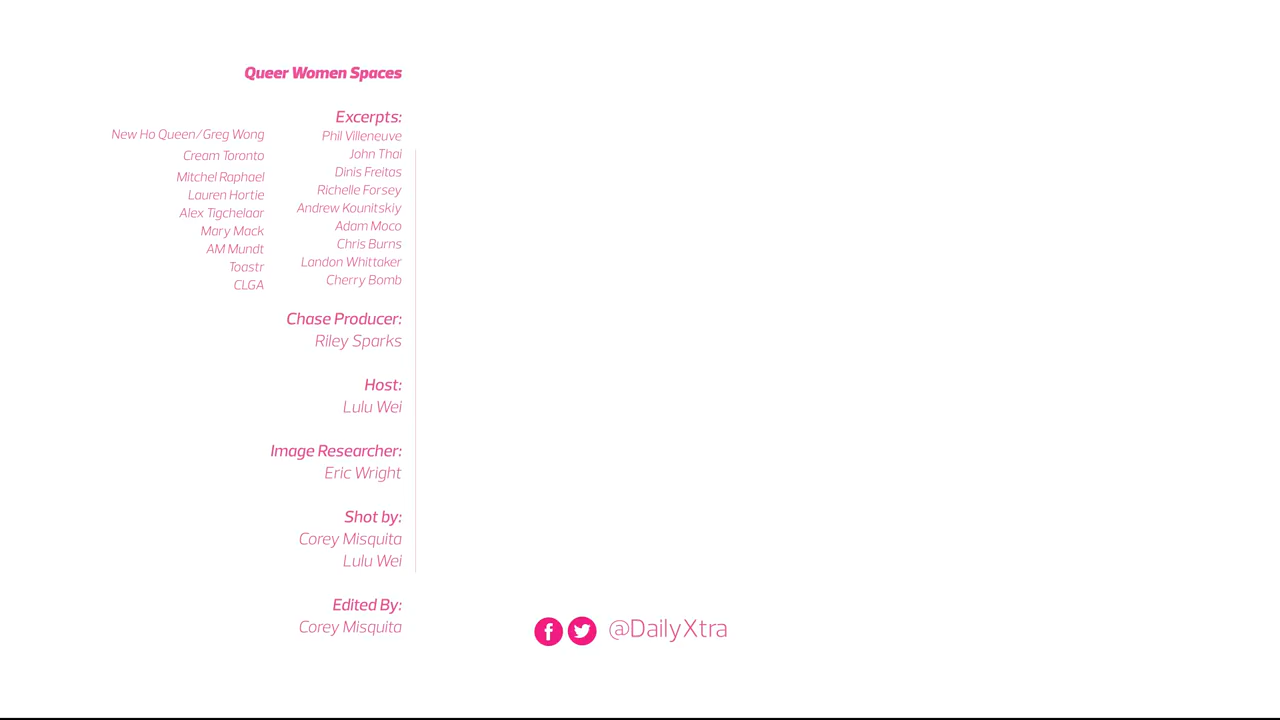 Queer Women Spaces
Excerpts:
New Ho Queen/Greg Wong
Cream Toronto
Mitchel Raphael
Lauren Hortie
Alex Tigchelaar
Mary Mack
AM Mundt
Toastr
CLGA
Phil Villeneuve
John Thai
Dinis Freitas
Richelle Forsey
Andrew Kounitskiy
Adam Moco
Chris Burns
Landon Whittaker
Cherry Bomb
Chase Producer:
Riley Sparks
Host:
Lulu Wei
Image Researcher:
Eric Wright
Shot by:
Corey Misquita
Lulu Wei
Edited By:
Corey Misquita
@DailyXtra